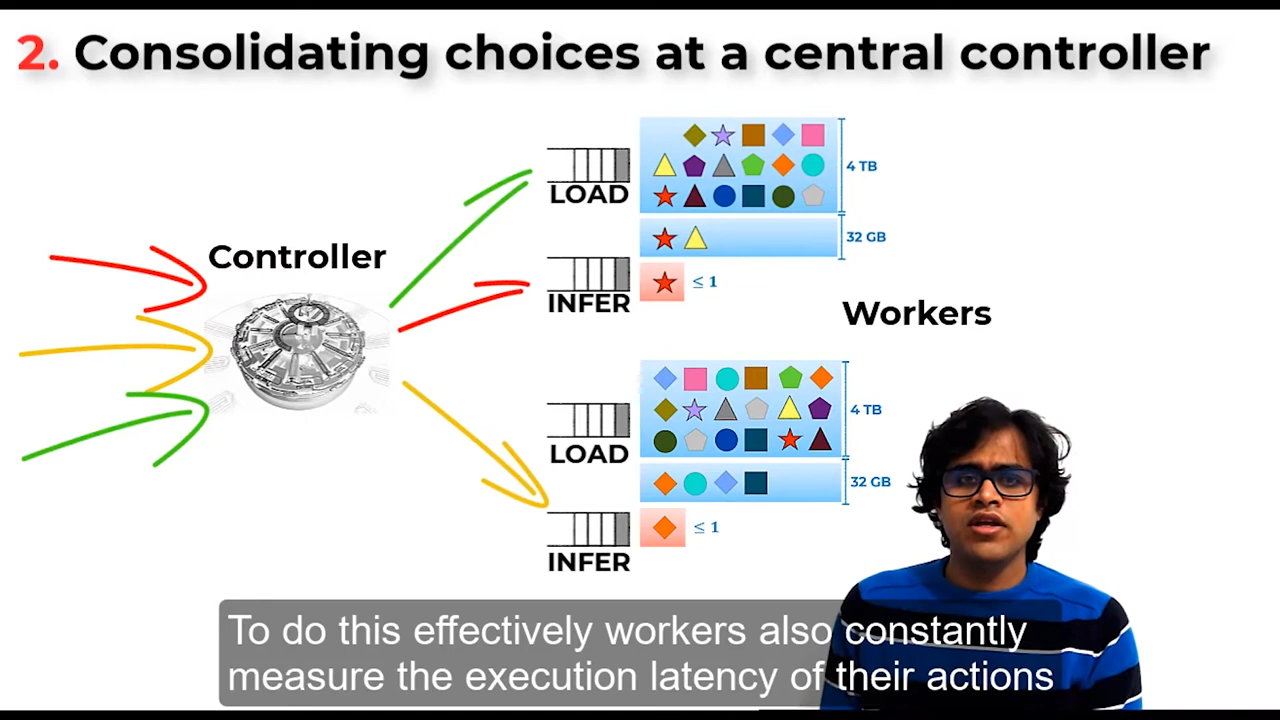 2. Consolidating choices at a central controller
Controller
LOAD
4 TB
32 GB
INFER
≤ 1
Workers
LOAD
4 TB
32 GB
INFER
≤ 1
To do this effectively workers also constantly
measure the execution latency of their actions